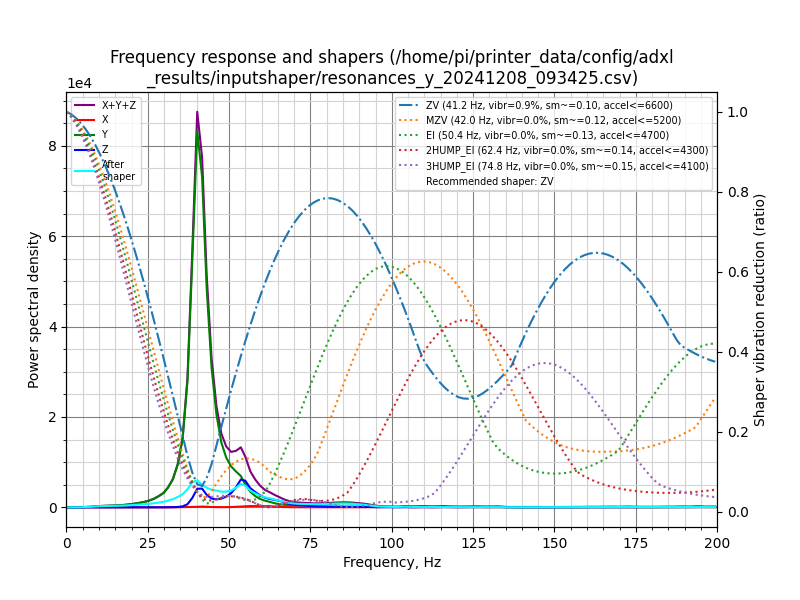 Frequency response and shapers (/home/pi/printer_data/config/adxl
_results/inputshaper/resonances_y_20241208_093425.csv)
1e4
X+Y+Z
X
Y
Z
After
shaper
ZV (41.2 Hz, vibr=0.9%, sm~=0.10, accel<=6600)
MZV (42.0 Hz, vibr=0.0%, sm~=0.12, accel<=5200)
EI (50.4 Hz, vibr=0.0%, sm~=0.13, accel<=4700)
2HUMP_EI (62.4 Hz, vibr=0.0%, sm~=0.14, accel<=4300)
3HUMP_EI (74.8 Hz, vibr=0.0%, sm~=0.15, accel<=4100)
Recommended shaper: ZV
8
6
4
2
0
Power spectral density
1.0
0.8
0.6
0.4
0.2
0.0
Shaper vibration reduction (ratio)
0 25 50 75 100 125 150 175 200
Frequency, Hz